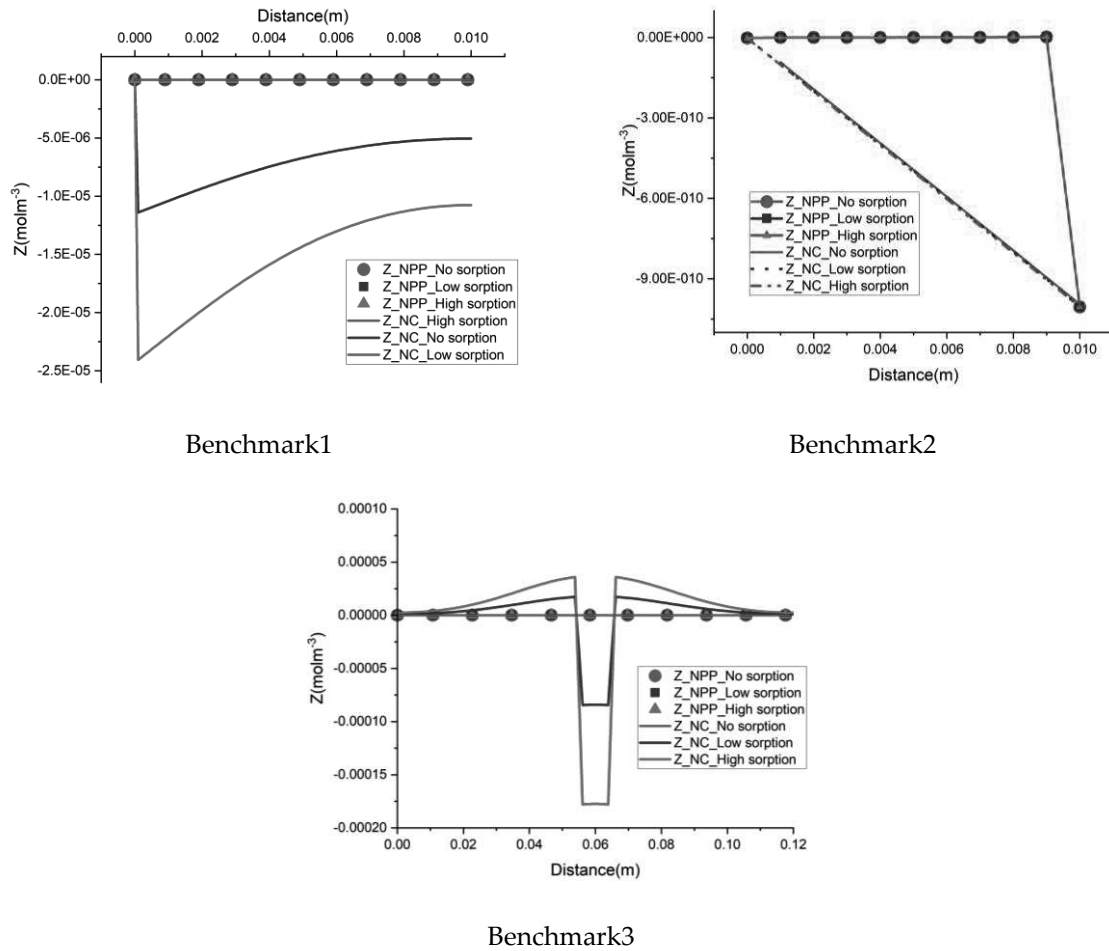 Distance(m)
0.000 0.002 0.004 0.006 0.008 0.010
0.0E+00
-5.0E-06
-1.0E-05
-1.5E-05
-2.0E-05
-2.5E-05
Z(molm⁻³)
Z_NPP_No sorption
Z_NPP_Low sorption
Z_NPP_High sorption
Z_NC_High sorption
Z_NC_No sorption
Z_NC_Low sorption
Benchmark1
0.00E+000
-3.00E-010
-6.00E-010
-9.00E-010
Z(molm⁻³)
Z_NPP_No sorption
Z_NPP_Low sorption
Z_NPP_High sorption
Z_NC_No sorption
Z_NC_Low sorption
Z_NC_High sorption
0.000 0.002 0.004 0.006 0.008 0.010
Distance(m)
Benchmark2
0.00010
0.00005
0.00000
-0.00005
-0.00010
-0.00015
-0.00020
Z(molm⁻³)
Z_NPP_No sorption
Z_NPP_Low sorption
Z_NPP_High sorption
Z_NC_No sorption
Z_NC_Low sorption
Z_NC_High sorption
0.00 0.02 0.04 0.06 0.08 0.10 0.12
Distance(m)
Benchmark3